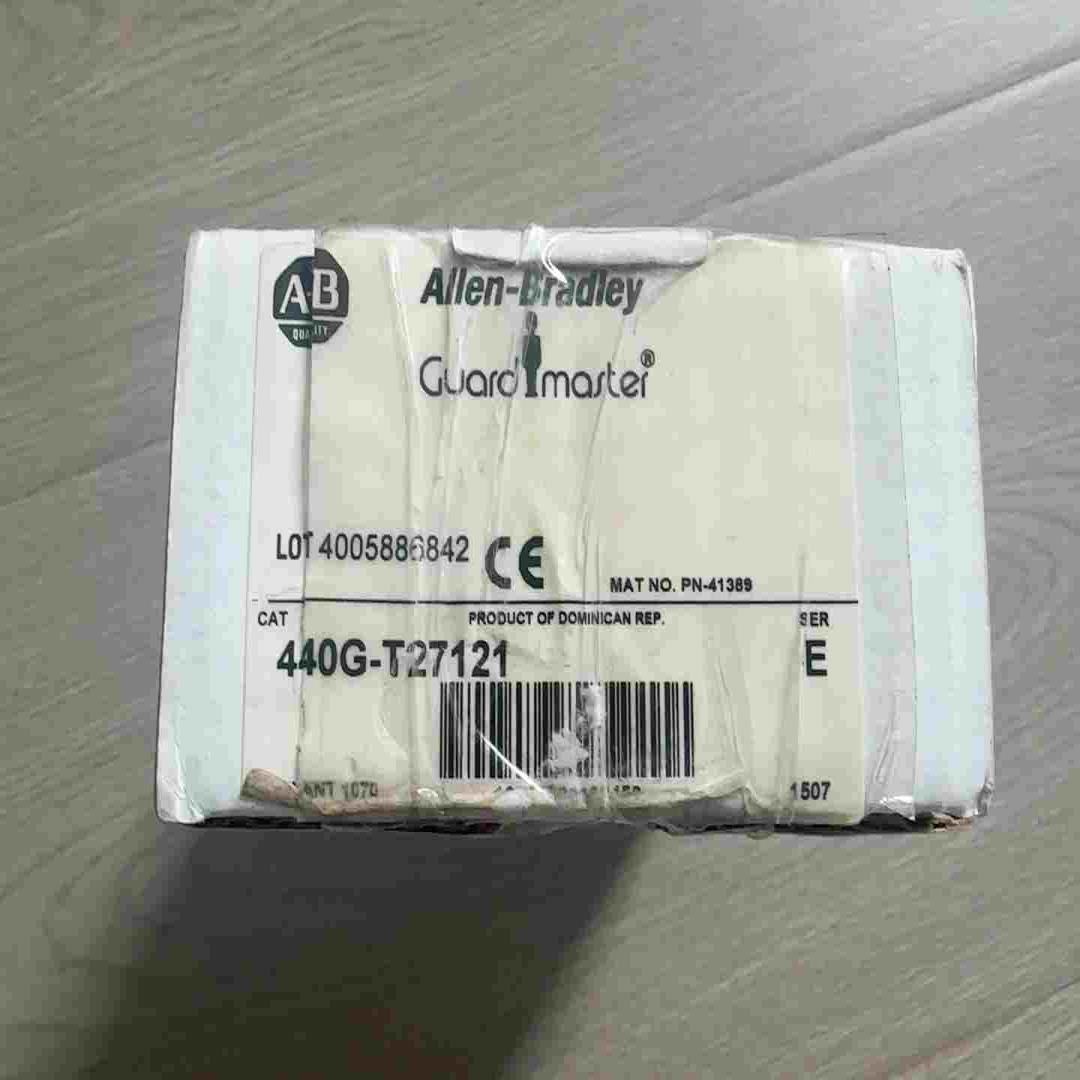 AB
QUALITY
Allen-Bradley
Guardmaster®
LOT 4005886842 CE
MAT NO. PN-41389
CAT PRODUCT OF DOMINICAN REP. SER
440G-T27121 E
1070 1507